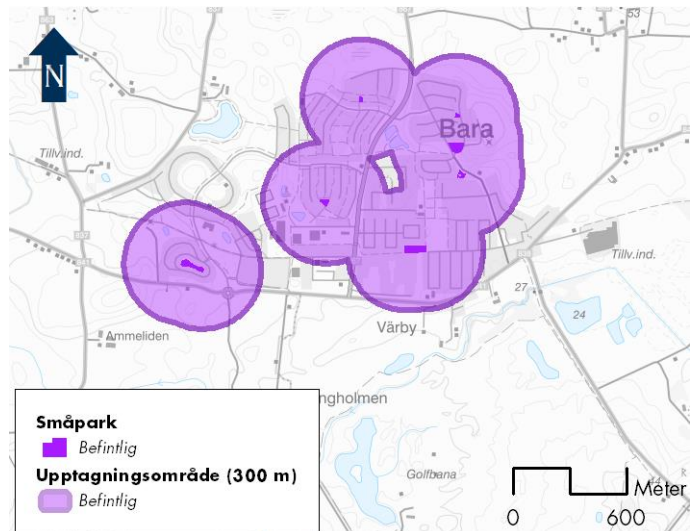 N
53
Bara
Tillv.ind.
Tillv.ind.
27
24
Värby
Ammeliden
ngholmen
Golfbana
Småpark
Befintlig
Upptagningsområde (300 m)
Befintlig
Meter
0 600